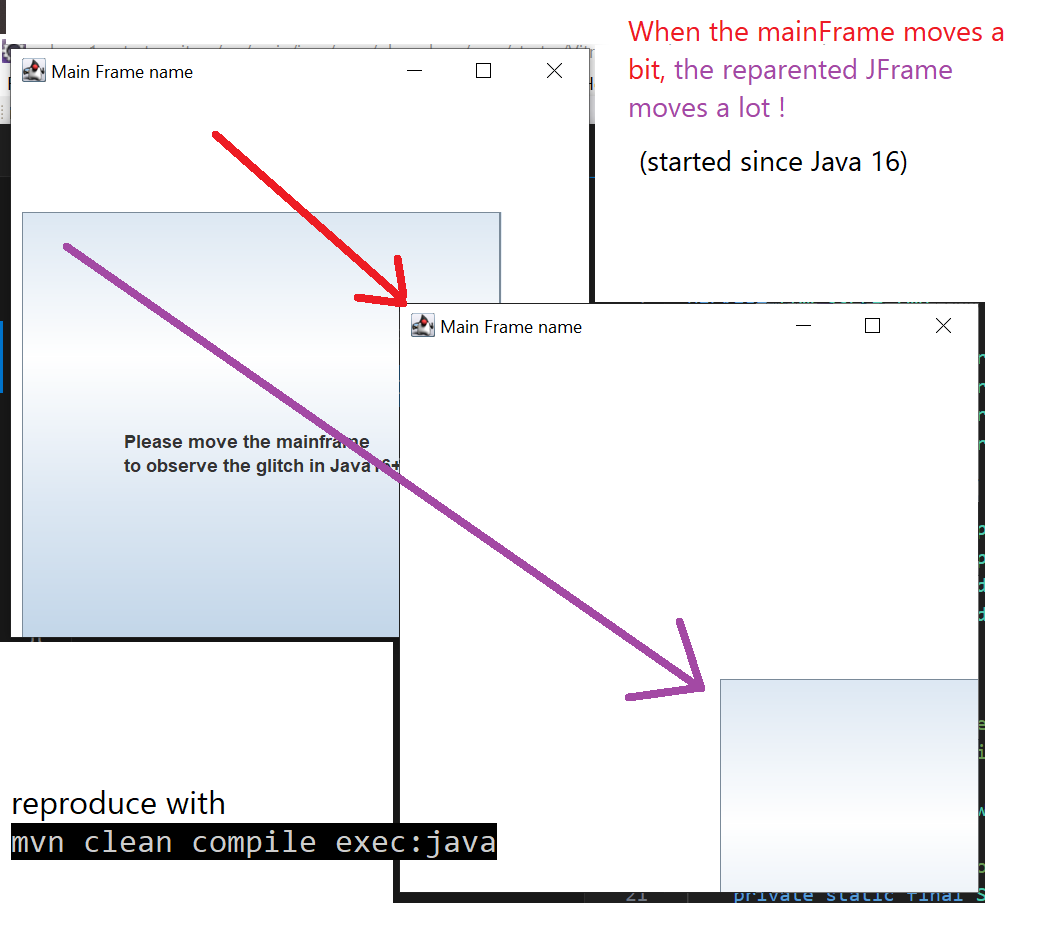 When the mainFrame moves a
bit, the reparented JFrame
moves a lot !
(started since Java 16)
Main Frame name
Please move the mainframe
to observe the glitch in Java16+
Main Frame name
reproduce with
mvn clean compile exec:java
21 private static final S